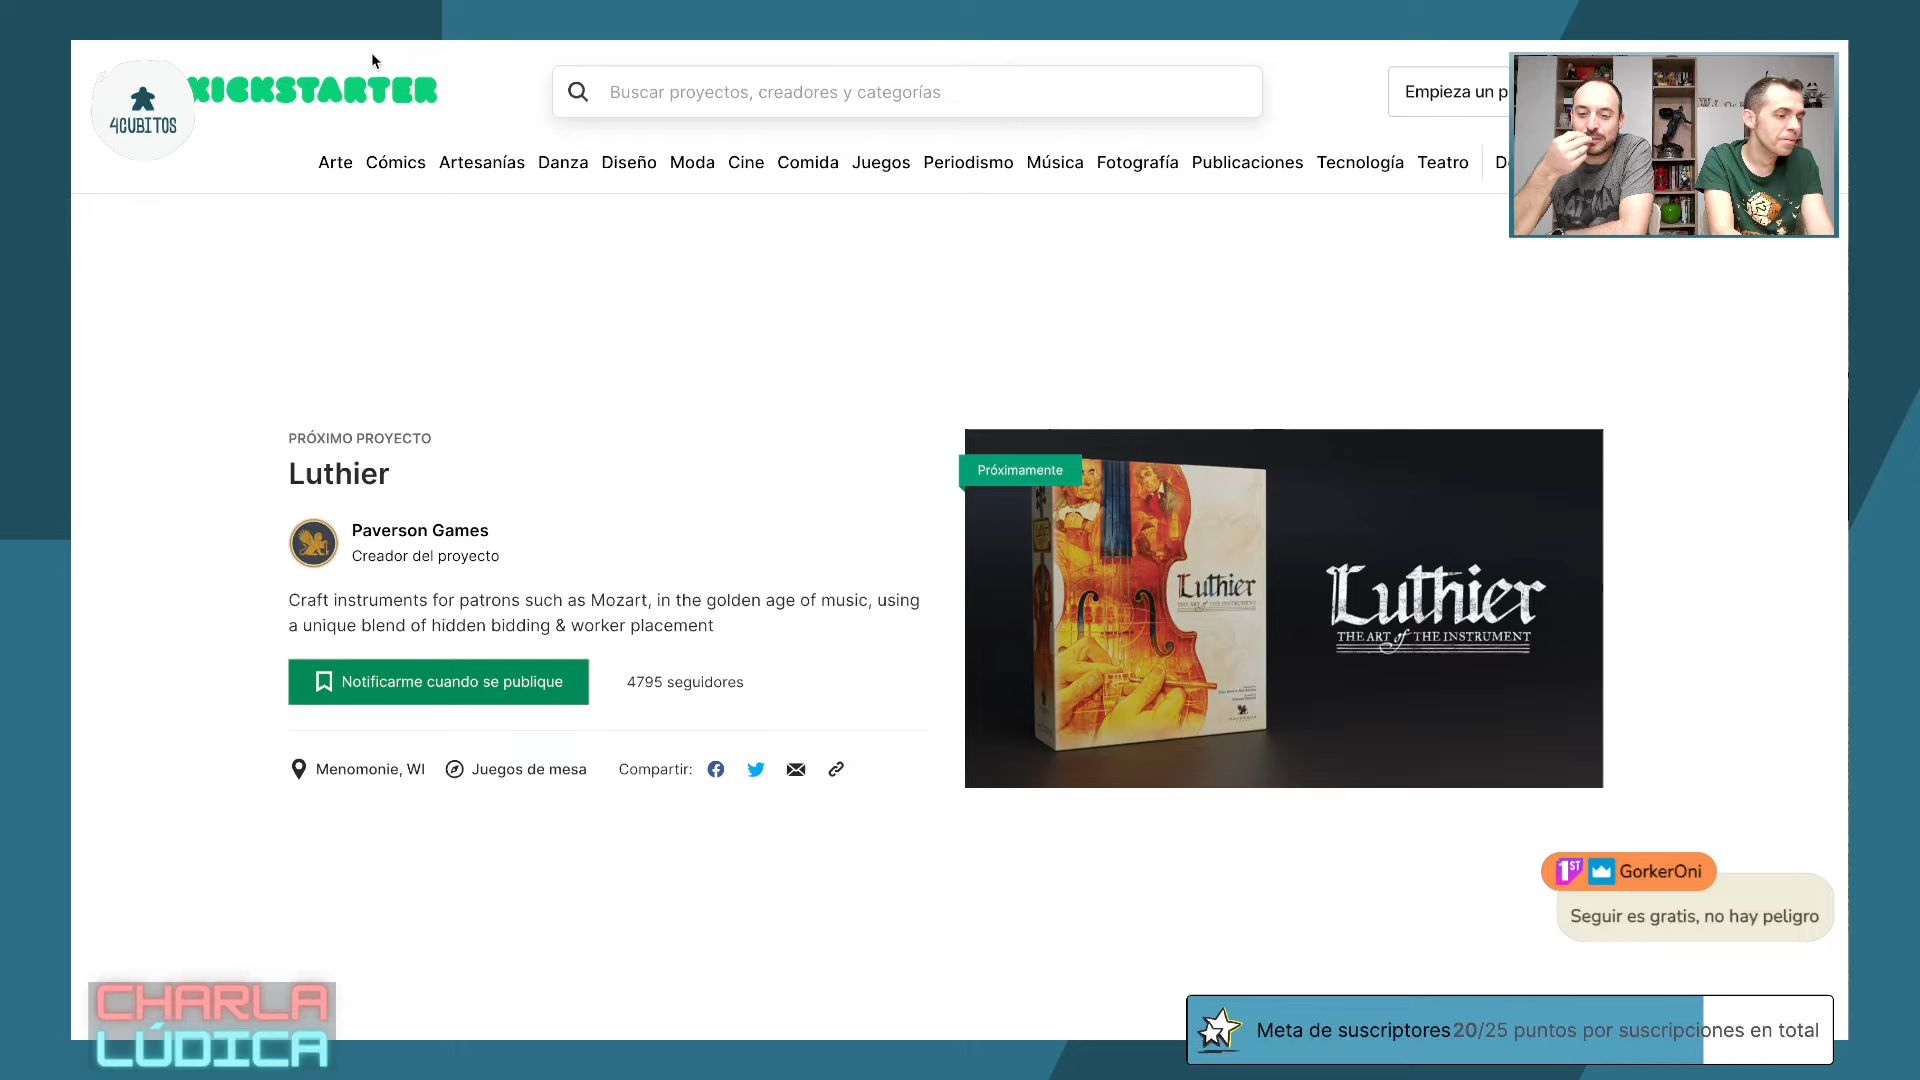 4CUBITOS
KICKSTARTER
Buscar proyectos, creadores y categorías
Empieza un p
Arte Cómics Artesanías Danza Diseño Moda Cine Comida Juegos Periodismo Música Fotografía Publicaciones Tecnología Teatro D
BATMAN
12
PRÓXIMO PROYECTO
Luthier
Paverson Games
Creador del proyecto
Craft instruments for patrons such as Mozart, in the golden age of music, using
a unique blend of hidden bidding & worker placement
Notificarme cuando se publique
4795 seguidores
Menomonie, WI
Juegos de mesa
Compartir:
Próximamente
Luthier
THE ART of THE INSTRUMENT
Luthier
THE ART of THE INSTRUMENT
1ST GorkerOni
Seguir es gratis, no hay peligro
CHARLA
LÚDICA
Meta de suscriptores 20/25 puntos por suscripciones en total